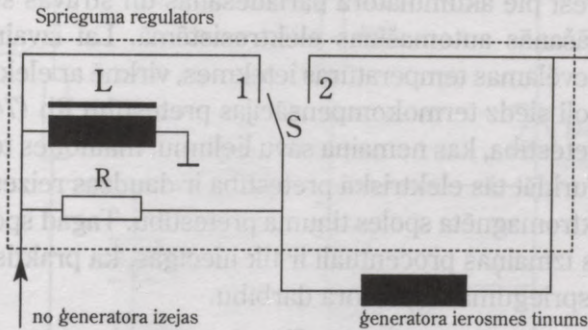 Sprieguma regulators
L
1
2
S
R
no ģeneratora izejas
ģeneratora ierosmes tinums